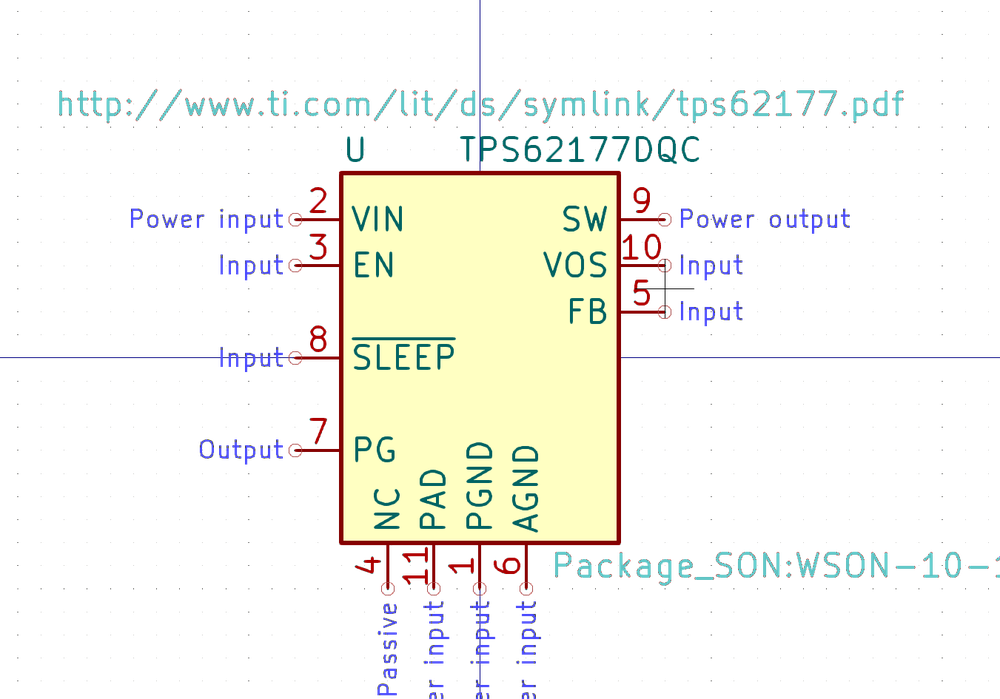 http://www.ti.com/lit/ds/symlink/tps62177.pdf
U TPS62177DQC
Power input 2 VIN SW 9 Power output
Input 3 EN VOS 10 Input
FB 5 Input
Input 8 SLEEP
Output 7 PG
NC PAD PGND AGND
4 11 1 6 Package_SON:WSON-10-1
Passive er input er input er input